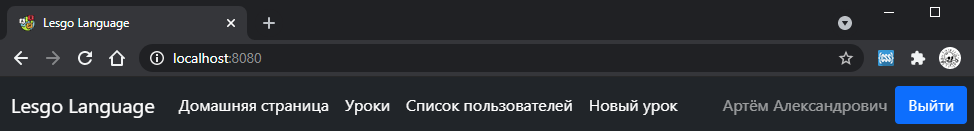 Lesgo Language
localhost:8080
Lesgo Language Домашняя страница Уроки Список пользователей Новый урок Артём Александрович Выйти